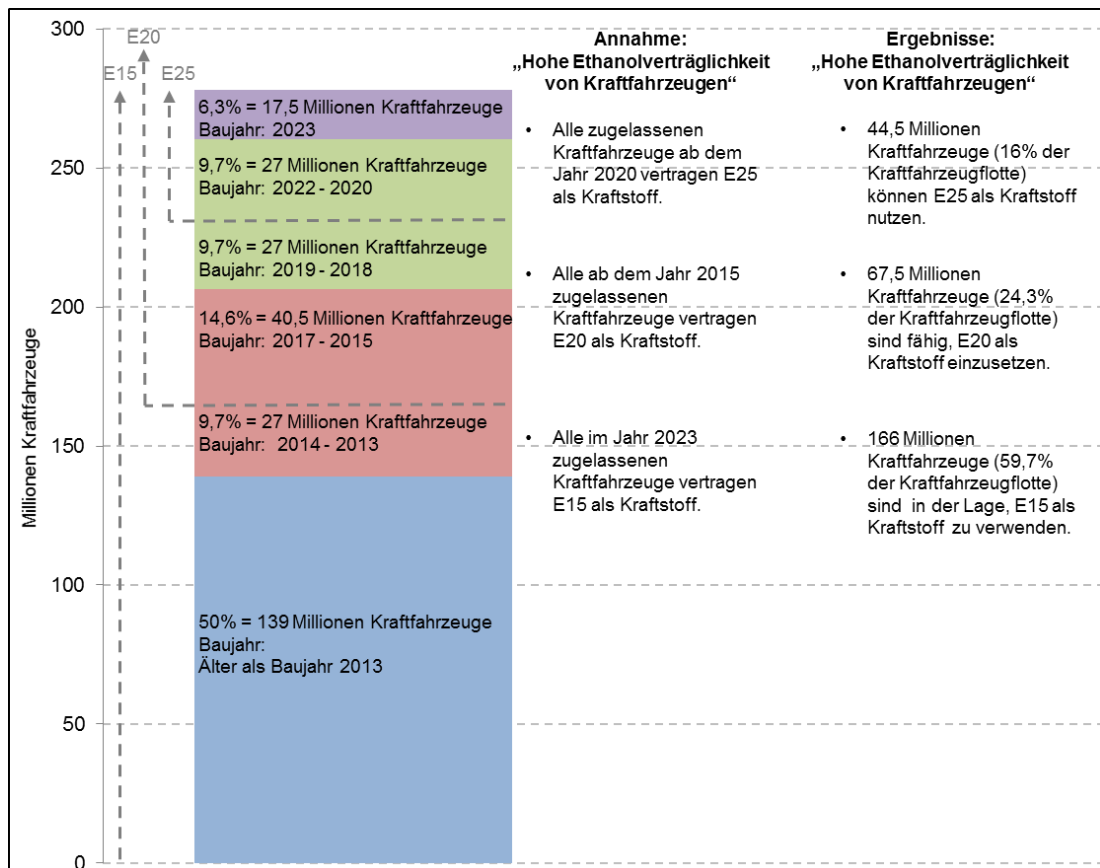 Millionen Kraftfahrzeuge
300
250
200
150
100
50
0
E15
E20
E25
6,3% = 17,5 Millionen Kraftfahrzeuge
Baujahr: 2023
9,7% = 27 Millionen Kraftfahrzeuge
Baujahr: 2022 - 2020
9,7% = 27 Millionen Kraftfahrzeuge
Baujahr: 2019 - 2018
14,6% = 40,5 Millionen Kraftfahrzeuge
Baujahr: 2017 - 2015
9,7% = 27 Millionen Kraftfahrzeuge
Baujahr: 2014 - 2013
50% = 139 Millionen Kraftfahrzeuge
Baujahr:
Älter als Baujahr 2013
Annahme:
„Hohe Ethanolverträglichkeit
von Kraftfahrzeugen“
• Alle zugelassenen
Kraftfahrzeuge ab dem
Jahr 2020 vertragen E25
als Kraftstoff.
• Alle ab dem Jahr 2015
zugelassenen
Kraftfahrzeuge vertragen
E20 als Kraftstoff.
• Alle im Jahr 2023
zugelassenen
Kraftfahrzeuge vertragen
E15 als Kraftstoff.
Ergebnisse:
„Hohe Ethanolverträglichkeit
von Kraftfahrzeugen“
• 44,5 Millionen
Kraftfahrzeuge (16% der
Kraftfahrzeugflotte)
können E25 als Kraftstoff
nutzen.
• 67,5 Millionen
Kraftfahrzeuge (24,3%
der Kraftfahrzeugflotte)
sind fähig, E20 als
Kraftstoff einzusetzen.
• 166 Millionen
Kraftfahrzeuge (59,7%
der Kraftfahrzeugflotte)
sind in der Lage, E15 als
Kraftstoff zu verwenden.